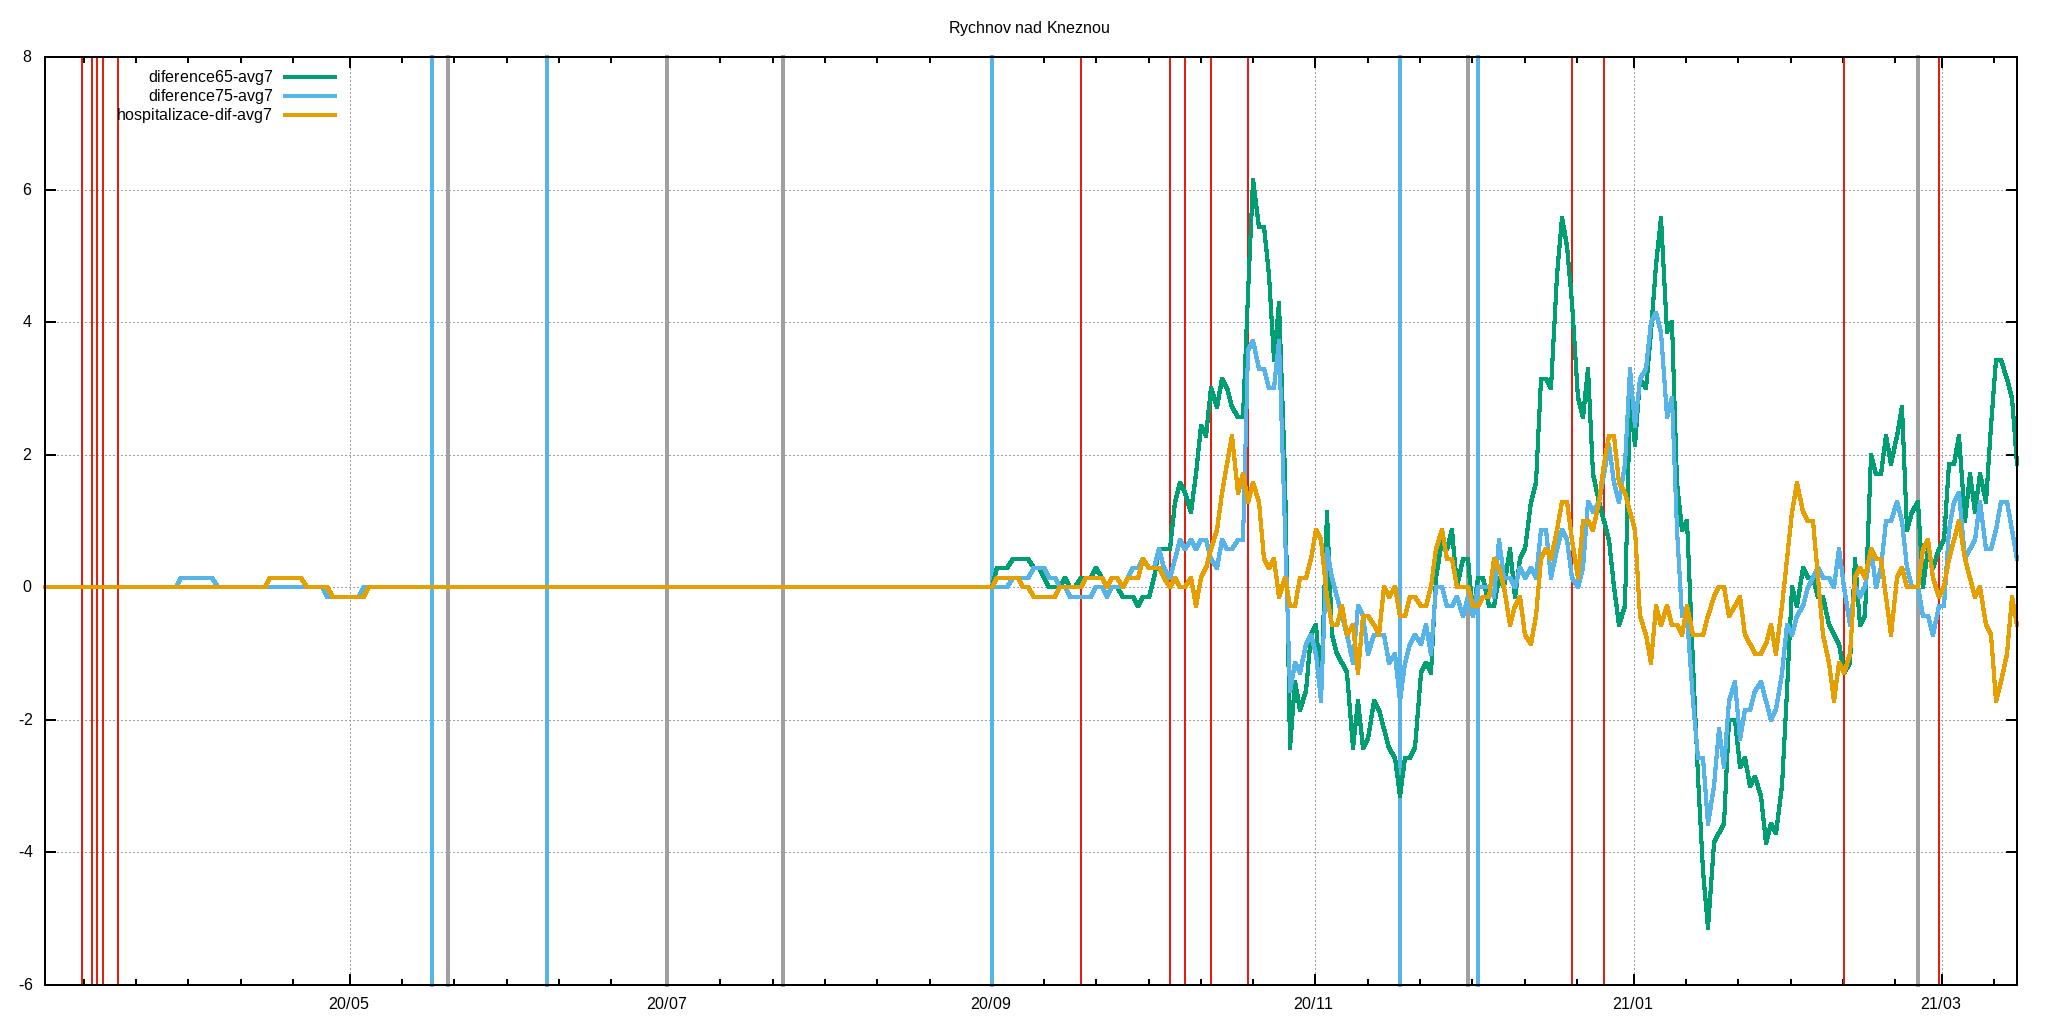 Rychnov nad Kneznou
diference65-avg7
diference75-avg7
hospitalizace-dif-avg7
8
6
4
2
0
-2
-4
-6
20/05 20/07 20/09 20/11 21/01 21/03